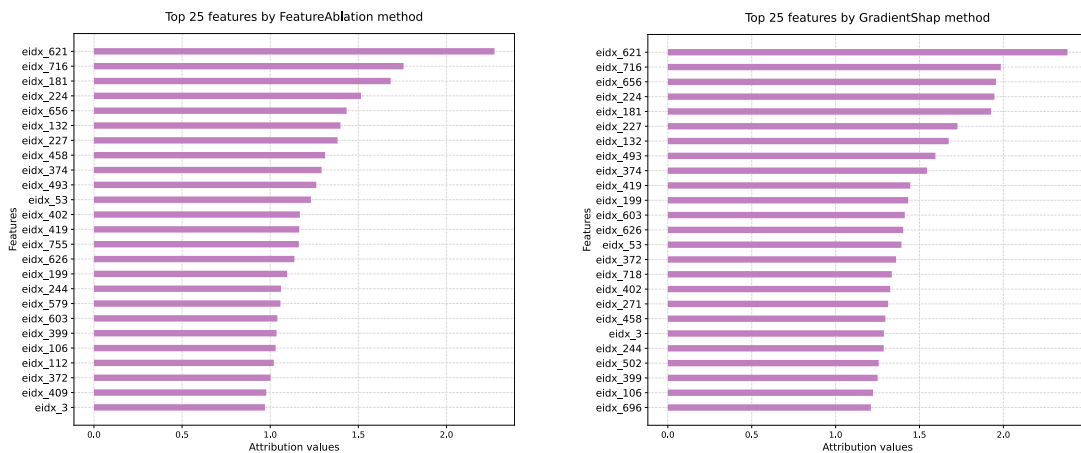 Top 25 features by FeatureAblation method
eidx_621
eidx_716
eidx_181
eidx_224
eidx_656
eidx_132
eidx_227
eidx_458
eidx_374
eidx_493
eidx_53
eidx_402
eidx_419
eidx_755
eidx_626
eidx_199
eidx_244
eidx_579
eidx_603
eidx_399
eidx_106
eidx_112
eidx_372
eidx_409
eidx_3
Features
0.0 0.5 1.0 1.5 2.0
Attribution values
Top 25 features by GradientShap method
eidx_621
eidx_716
eidx_656
eidx_224
eidx_181
eidx_227
eidx_132
eidx_493
eidx_374
eidx_419
eidx_199
eidx_603
eidx_626
eidx_53
eidx_372
eidx_718
eidx_402
eidx_271
eidx_458
eidx_3
eidx_244
eidx_502
eidx_399
eidx_106
eidx_696
Features
0.0 0.5 1.0 1.5 2.0
Attribution values